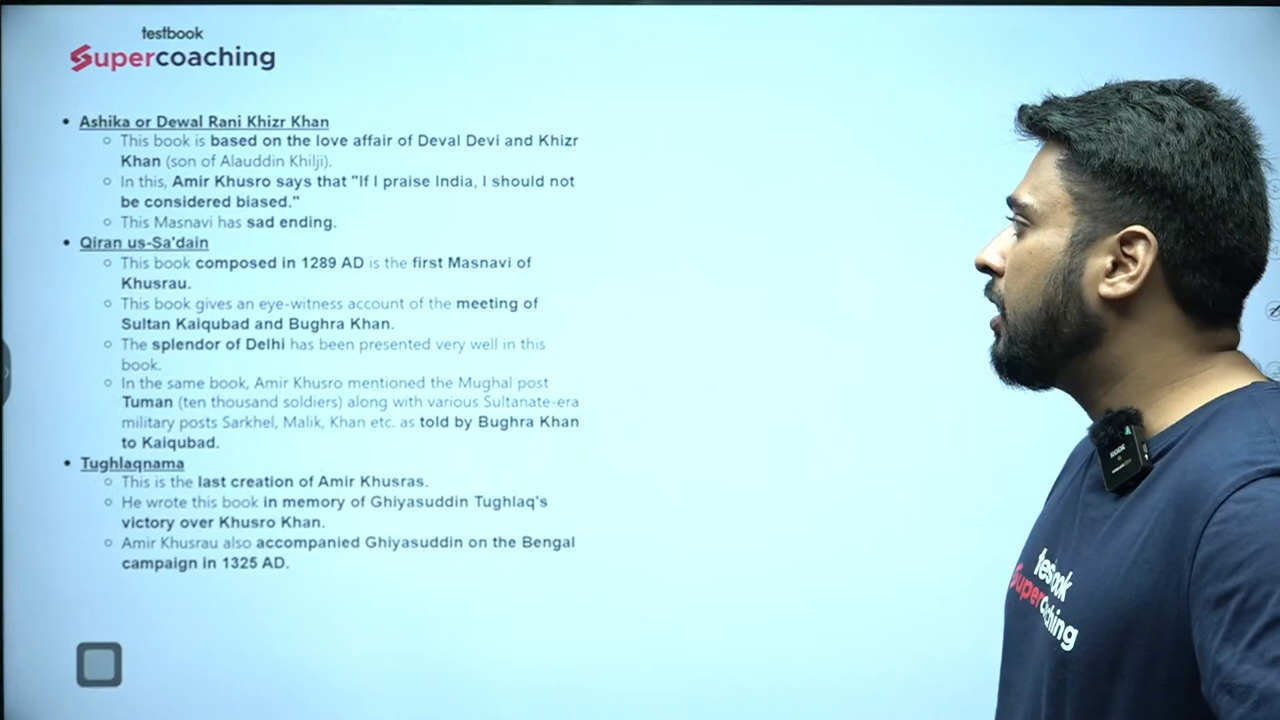 testbook
Supercoaching
• Ashika or Dewal Rani Khizr Khan
○ This book is based on the love affair of Deval Devi and Khizr
Khan (son of Alauddin Khilji).
○ In this, Amir Khusro says that "If I praise India, I should not
be considered biased."
○ This Masnavi has sad ending.
• Qiran us-Sa'dain
○ This book composed in 1289 AD is the first Masnavi of
Khusrau.
○ This book gives an eye-witness account of the meeting of
Sultan Kaiqubad and Bughra Khan.
○ The splendor of Delhi has been presented very well in this
book.
○ In the same book, Amir Khusro mentioned the Mughal post
Tuman (ten thousand soldiers) along with various Sultanate-era
military posts Sarkhel, Malik, Khan etc. as told by Bughra Khan
to Kaiqubad.
• Tughlaqnama
○ This is the last creation of Amir Khusras.
○ He wrote this book in memory of Ghiyasuddin Tughlaq's
victory over Khusro Khan.
○ Amir Khusrau also accompanied Ghiyasuddin on the Bengal
campaign in 1325 AD.
RODE
testbook
Supercoaching